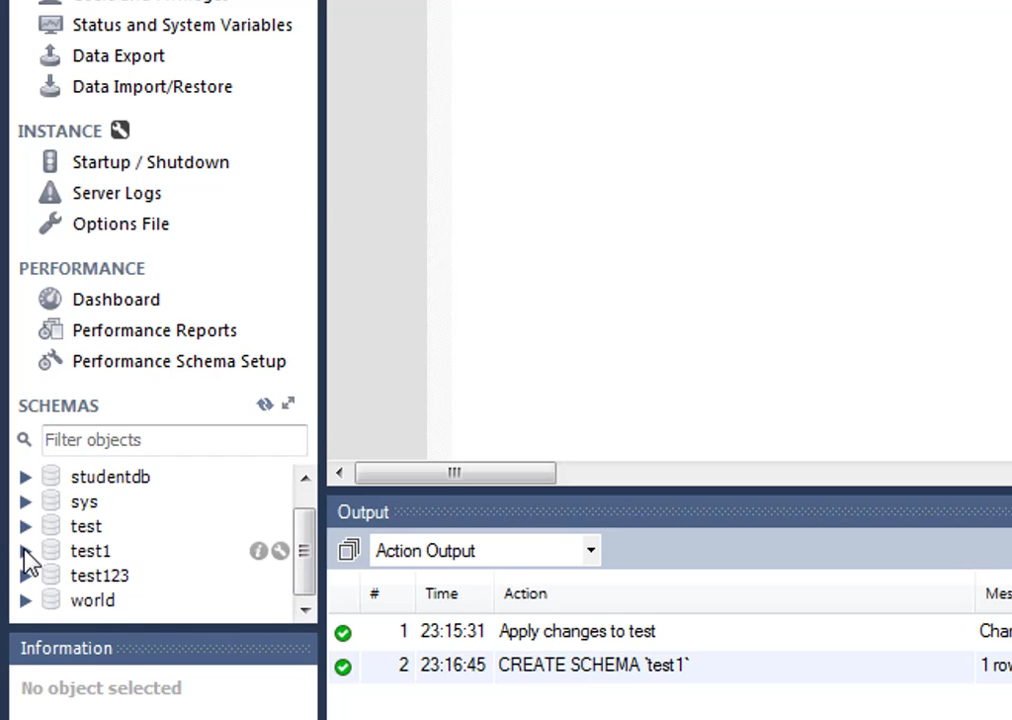 Status and System Variables
Data Export
Data Import/Restore
INSTANCE
Startup / Shutdown
Server Logs
Options File
PERFORMANCE
Dashboard
Performance Reports
Performance Schema Setup
SCHEMAS
Filter objects
studentdb
sys
test
test1
test123
world
Information
No object selected
Output
Action Output
# Time Action
1 23:15:31 Apply changes to test
2 23:16:45 CREATE SCHEMA `test1` 1